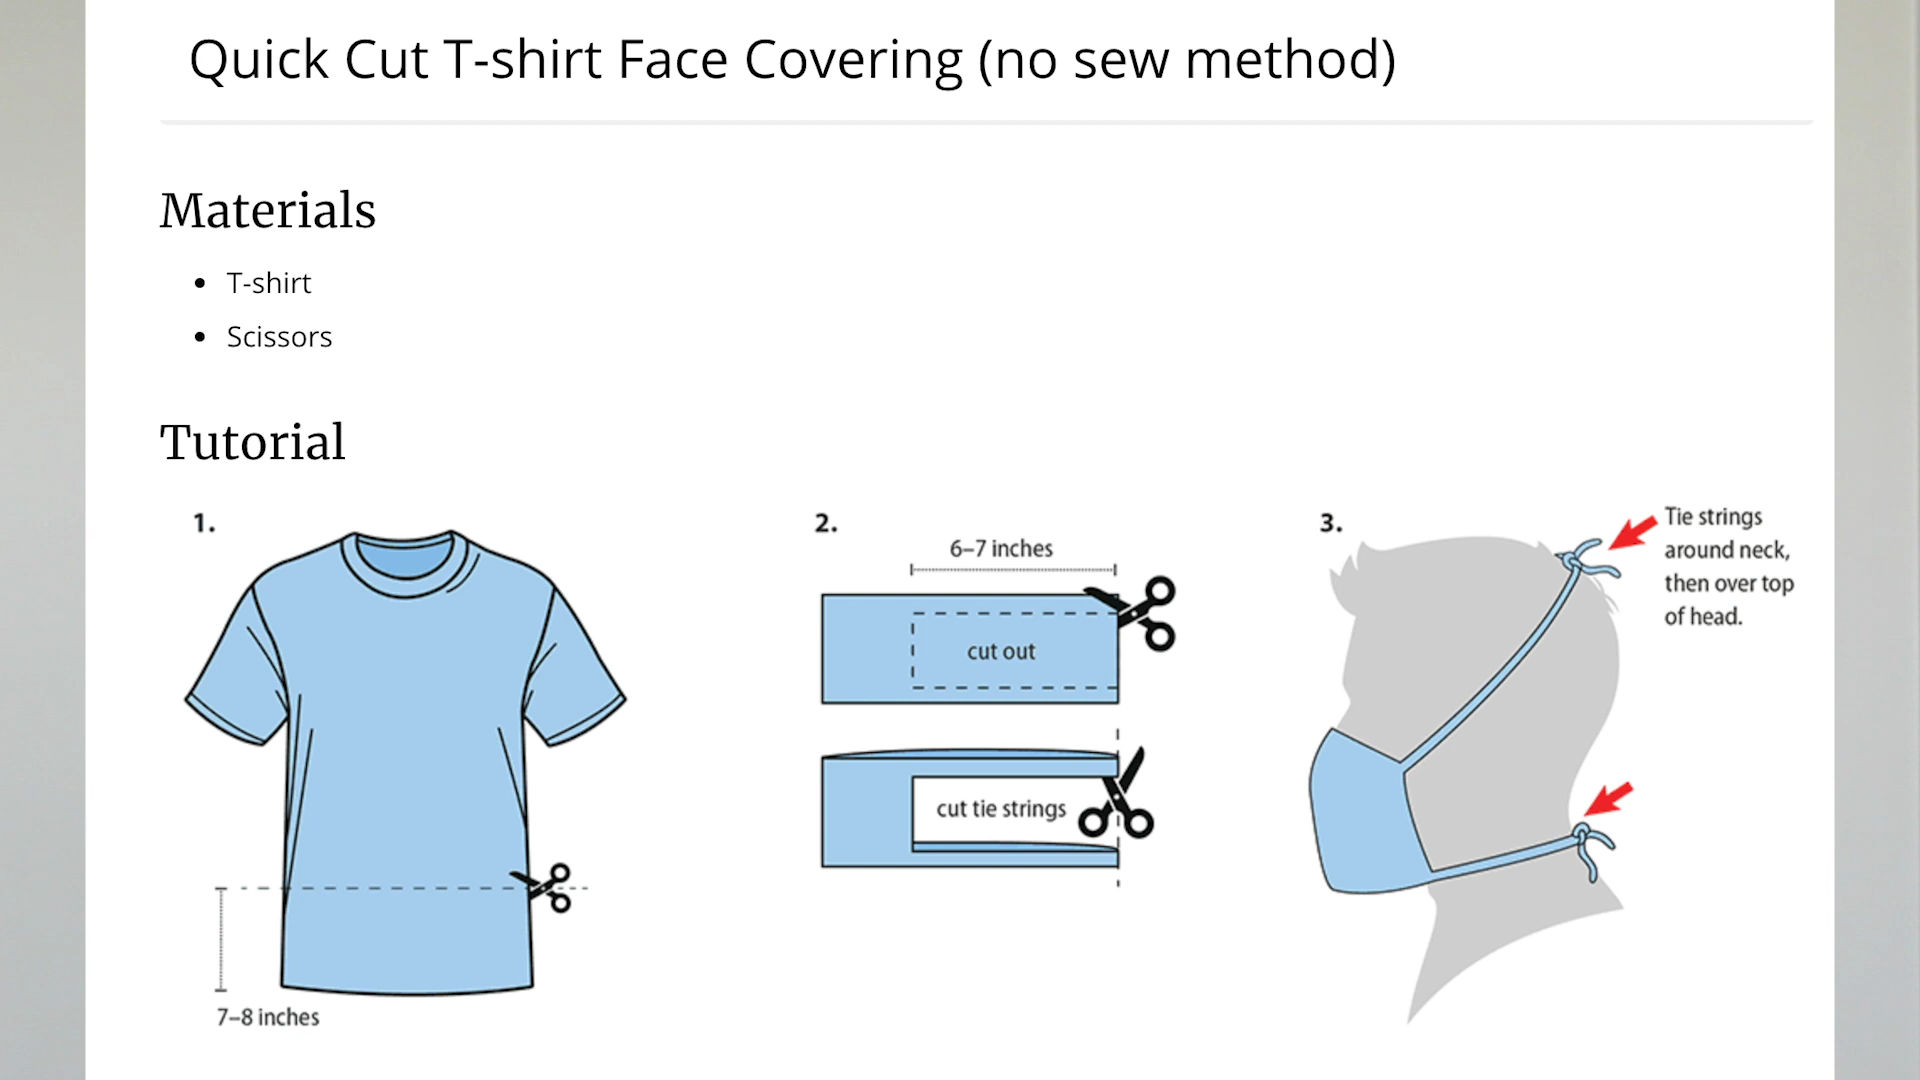 Quick Cut T-shirt Face Covering (no sew method)
Materials
• T-shirt
• Scissors
Tutorial
1.
7–8 inches
2.
6–7 inches
cut out
cut tie strings
3.
Tie strings
around neck,
then over top
of head.